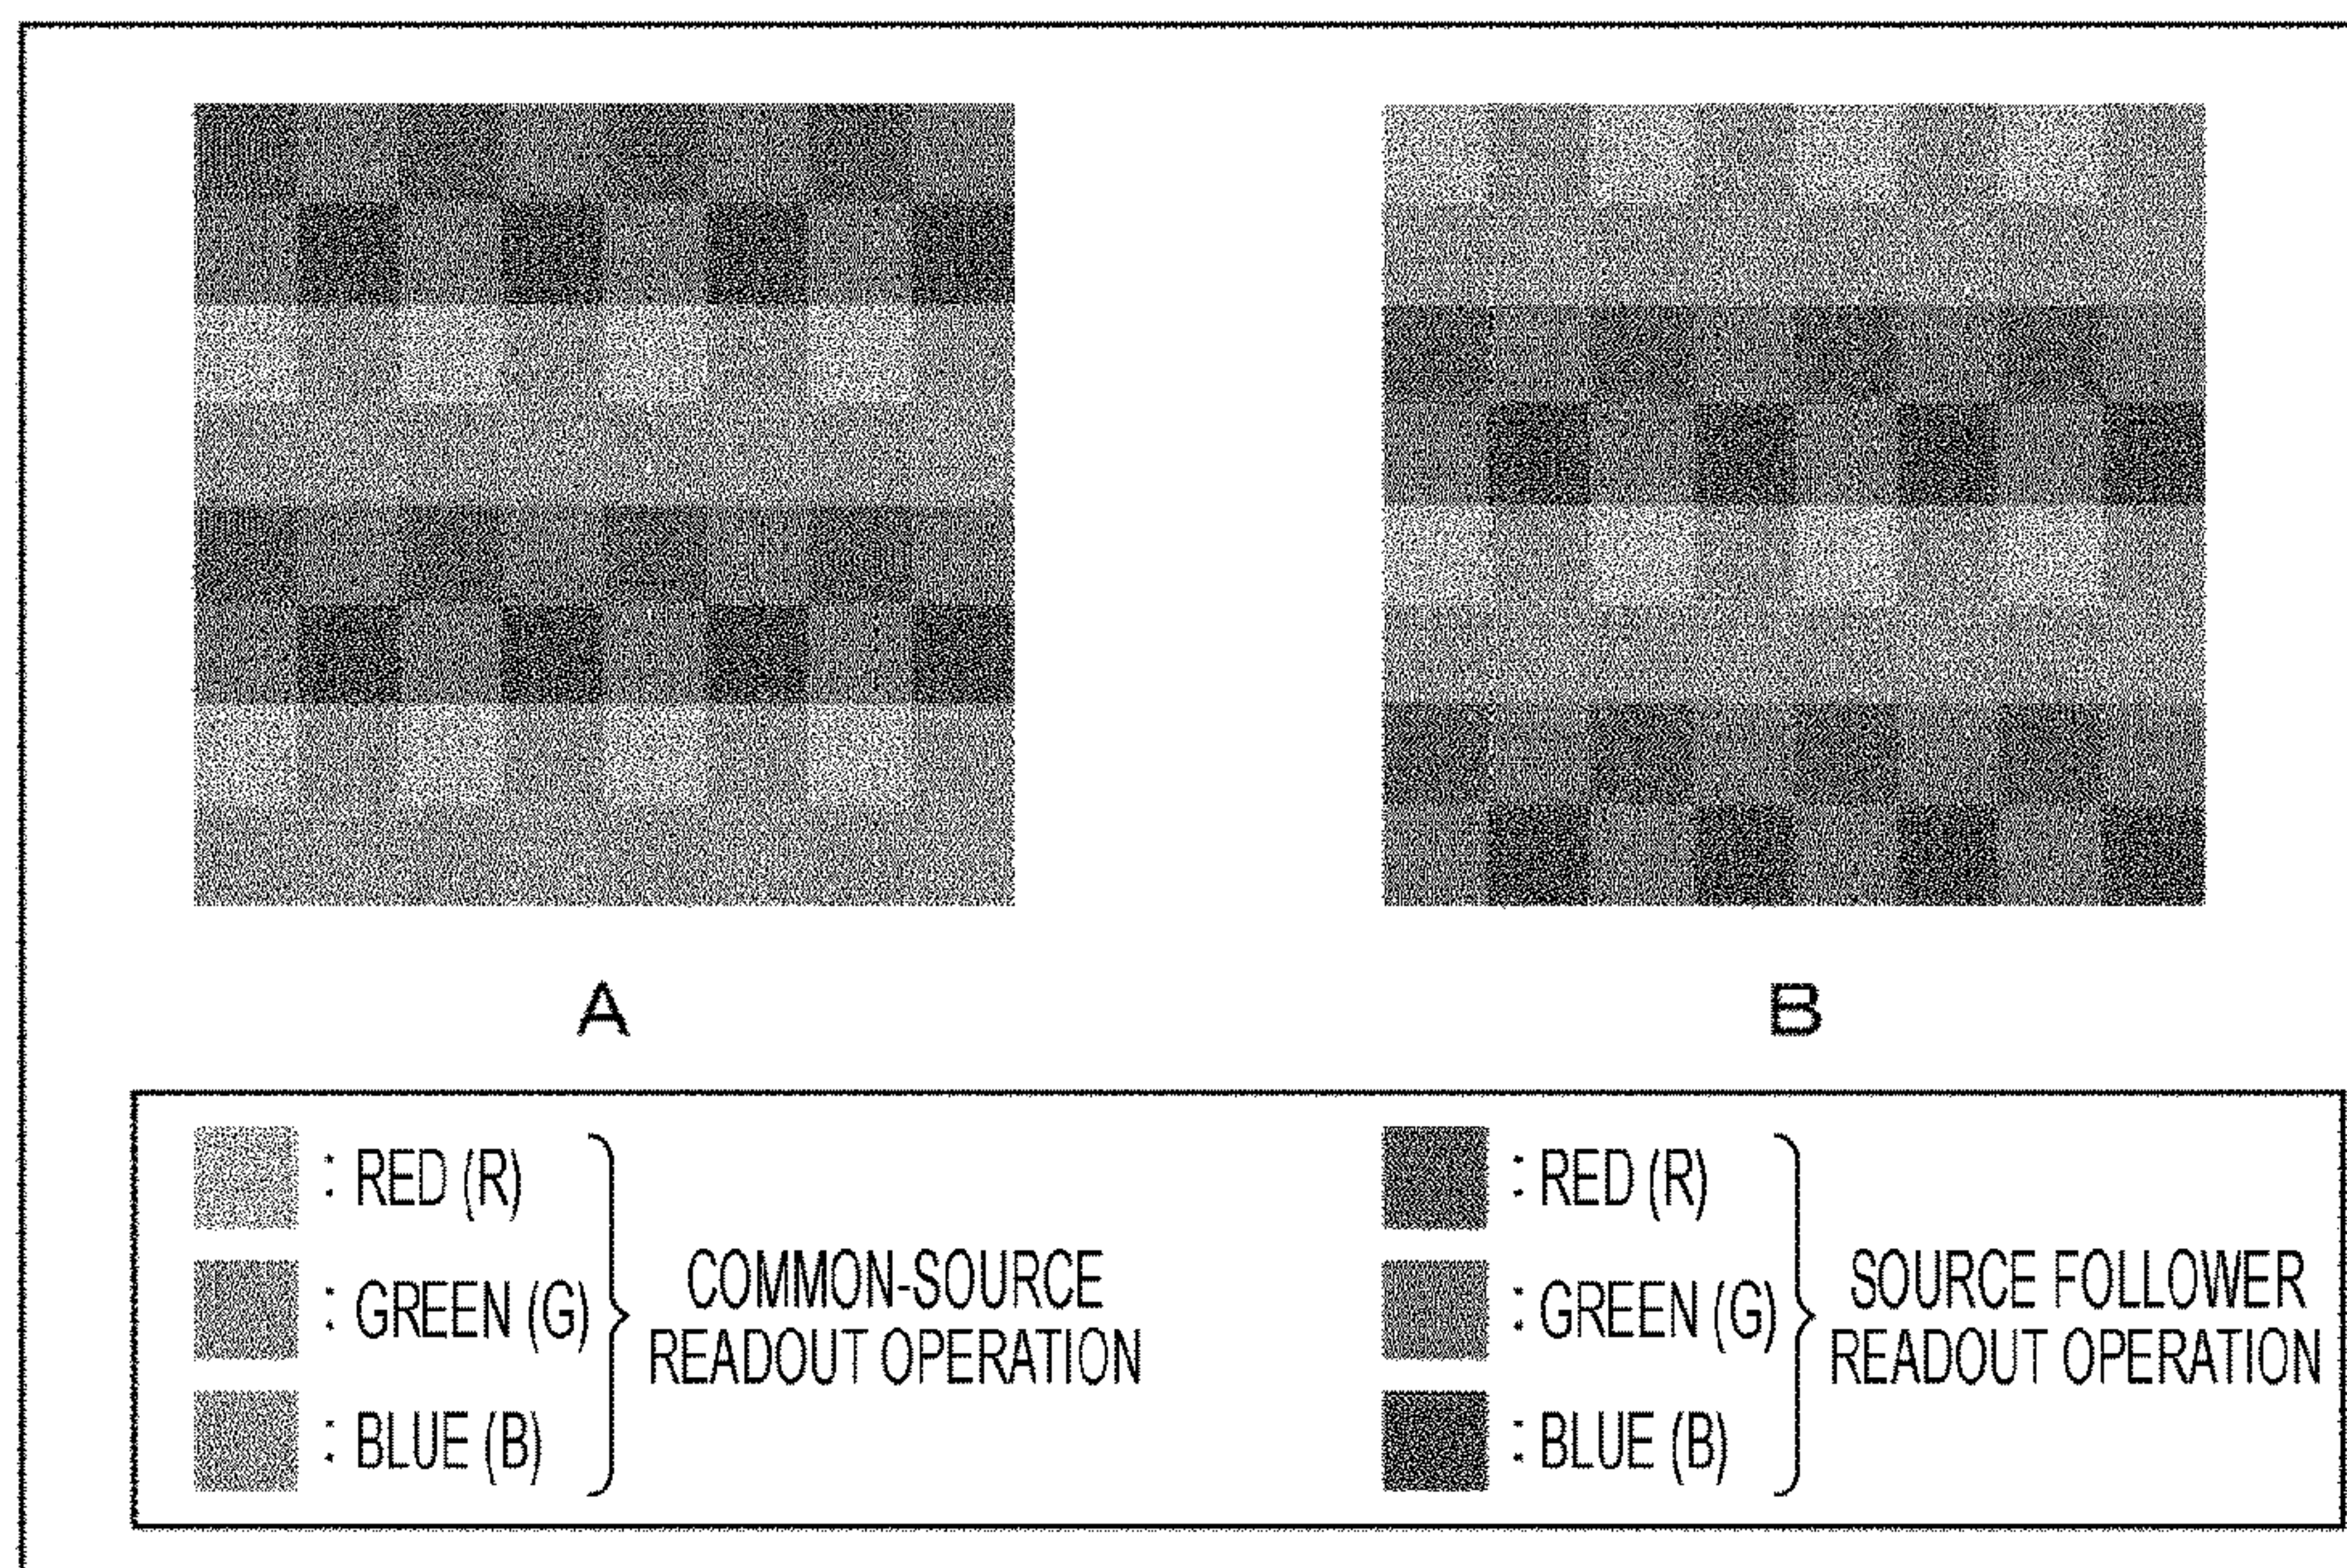 A
B
: RED (R)
: GREEN (G)
: BLUE (B)
COMMON-SOURCE
READOUT OPERATION
: RED (R)
: GREEN (G)
: BLUE (B)
SOURCE FOLLOWER
READOUT OPERATION